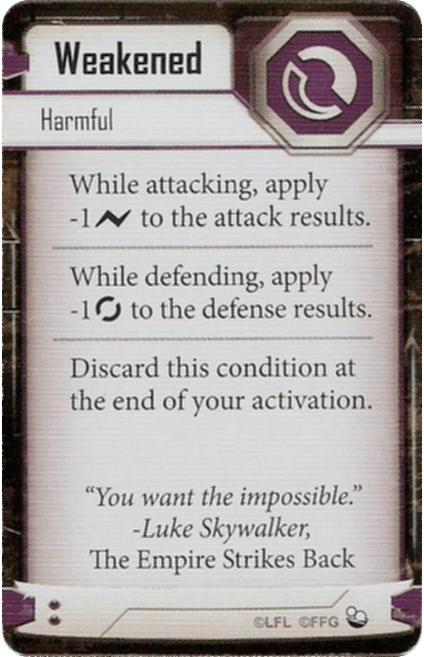 Weakened
Harmful
While attacking, apply
-1 to the attack results.
While defending, apply
-1 to the defense results.
Discard this condition at
the end of your activation.
“You want the impossible.”
-Luke Skywalker,
The Empire Strikes Back
©LFL ©FFG